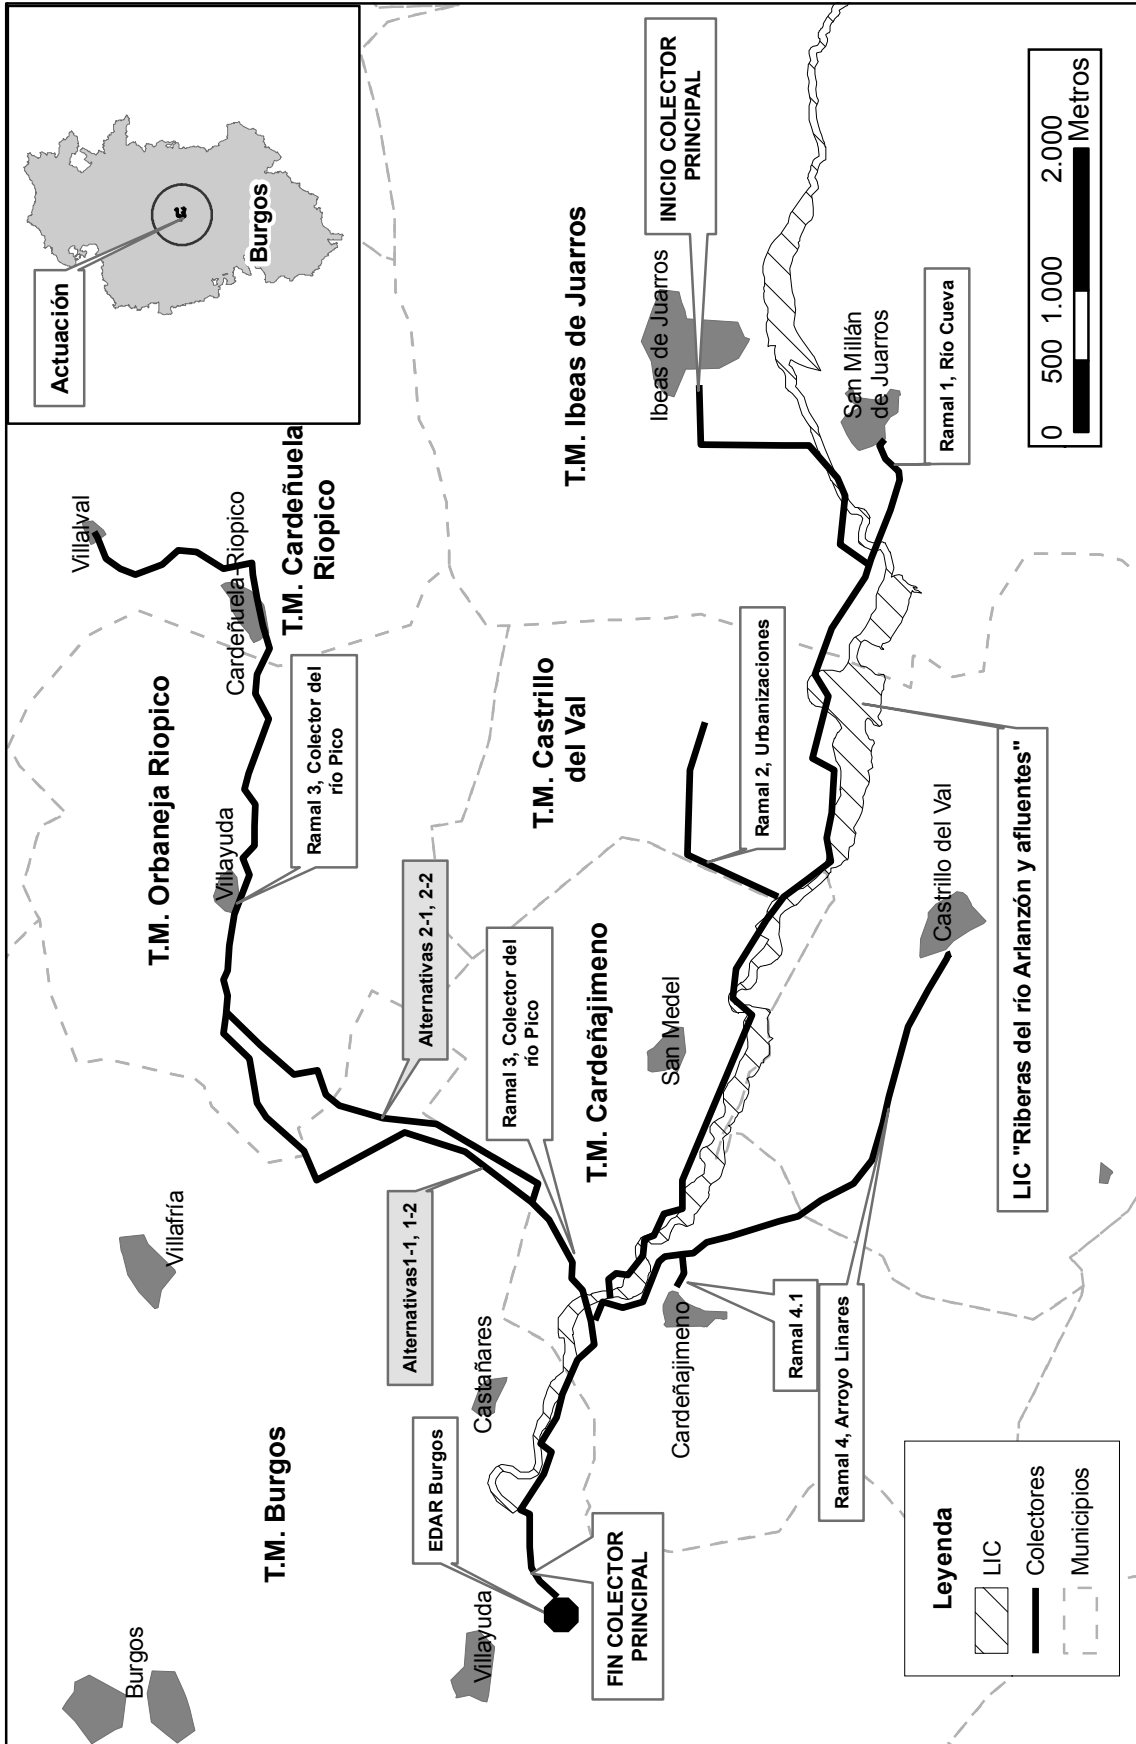 Burgos
Villafría
Villalval
Actuación
Burgos
T.M. Orbaneja Riopico
Villayuda
Cardeñuela-Riopico
T.M. Cardeñuela
Riopico
T.M. Burgos
Ramal 3, Colector del
río Pico
Alternativas1-1, 1-2
Alternativas 2-1, 2-2
EDAR Burgos
Villayuda
Castañares
Ramal 3, Colector del
río Pico
T.M. Castrillo
del Val
T.M. Ibeas de Juarros
FIN COLECTOR
PRINCIPAL
T.M. Cardeñajimeno
Cardeñajimeno
San Medel
Ibeas de Juarros
INICIO COLECTOR
PRINCIPAL
Ramal 2, Urbanizaciones
Ramal 4.1
Ramal 4, Arroyo Linares
San Millán
de Juarros
Ramal 1, Río Cueva
Castrillo del Val
LIC "Riberas del río Arlanzón y afluentes"
Leyenda
LIC
Colectores
Municipios
0 500 1.000 2.000
Metros